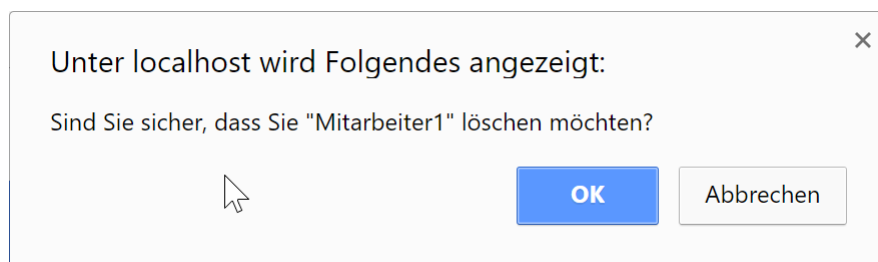 Unter localhost wird Folgendes angezeigt:
Sind Sie sicher, dass Sie "Mitarbeiter1" löschen möchten?
OK
Abbrechen